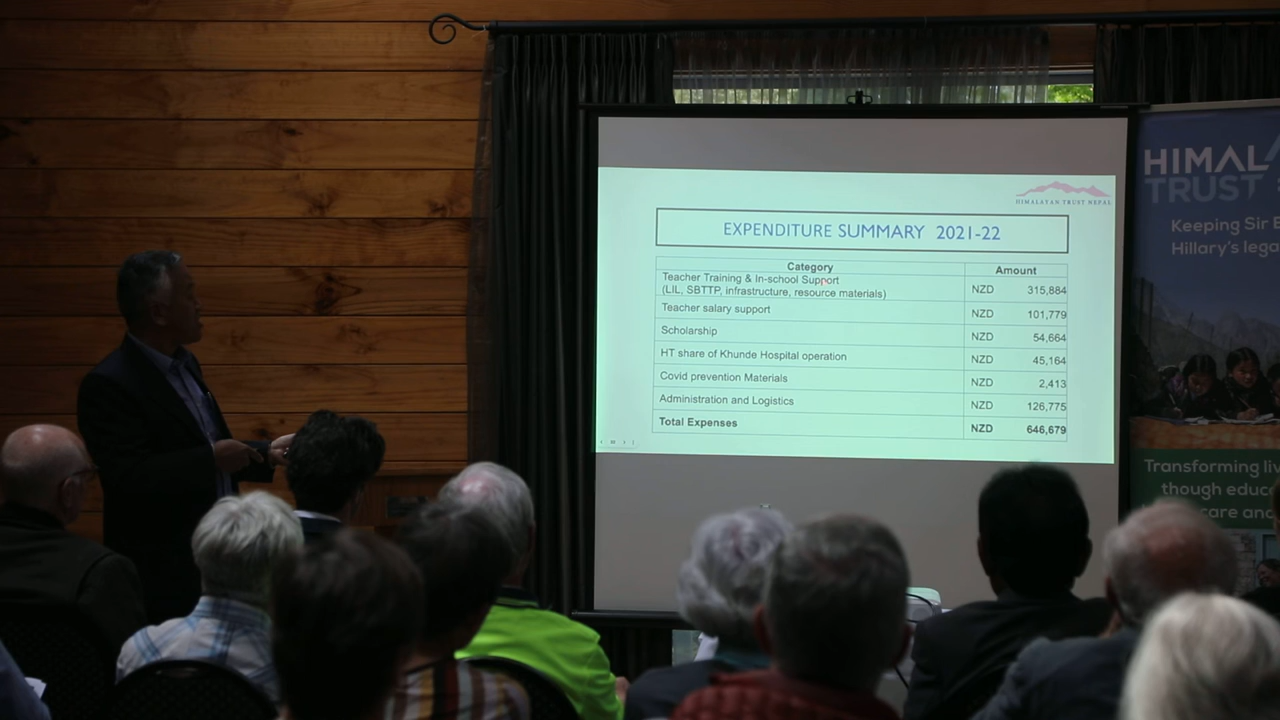 HIMALAYAN TRUST NEPAL
EXPENDITURE SUMMARY 2021-22
Category Amount
Teacher Training & In-school Support
(LIL, SBTTP, infrastructure, resource materials) NZD 315,884
Teacher salary support NZD 101,779
Scholarship NZD 54,664
HT share of Khunde Hospital operation NZD 45,164
Covid prevention Materials NZD 2,413
Administration and Logistics NZD 126,775
Total Expenses NZD 646,679
HIMAL
TRUST
Keeping Sir E
Hillary's lega
Transforming li
though educ
care and